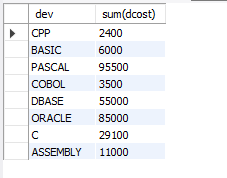 dev sum(dcost)
CPP 2400
BASIC 6000
PASCAL 95500
COBOL 3500
DBASE 55000
ORACLE 85000
C 29100
ASSEMBLY 11000